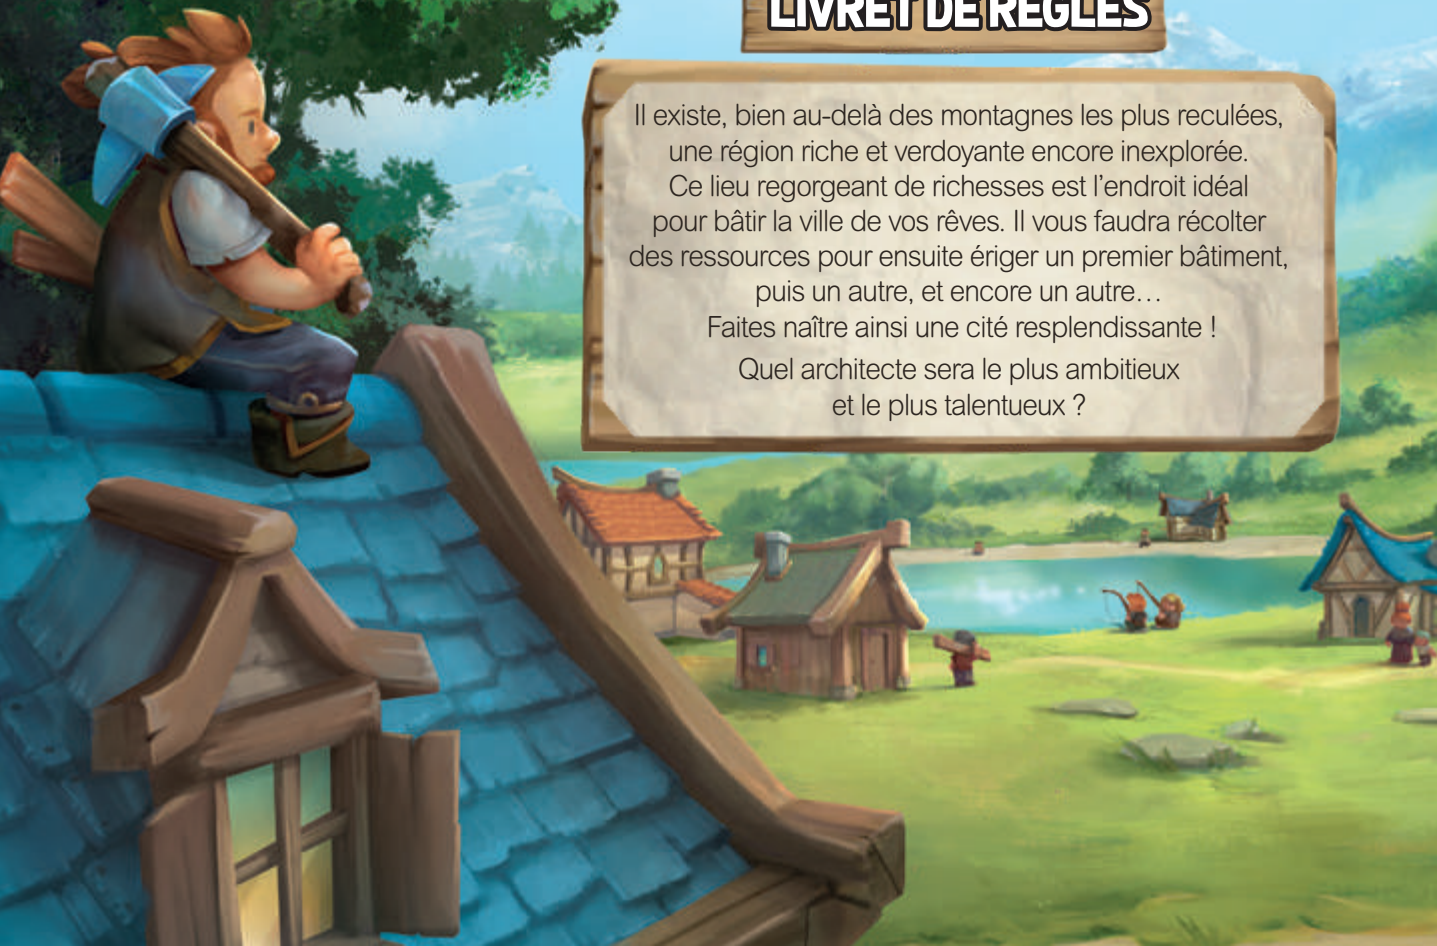 LIVRET DE RÈGLES
Il existe, bien au-delà des montagnes les plus reculées,
une région riche et verdoyante encore inexplorée.
Ce lieu regorgeant de richesses est l’endroit idéal
pour bâtir la ville de vos rêves. Il vous faudra récolter
des ressources pour ensuite ériger un premier bâtiment,
puis un autre, et encore un autre…
Faites naître ainsi une cité resplendissante !
Quel architecte sera le plus ambitieux
et le plus talentueux ?